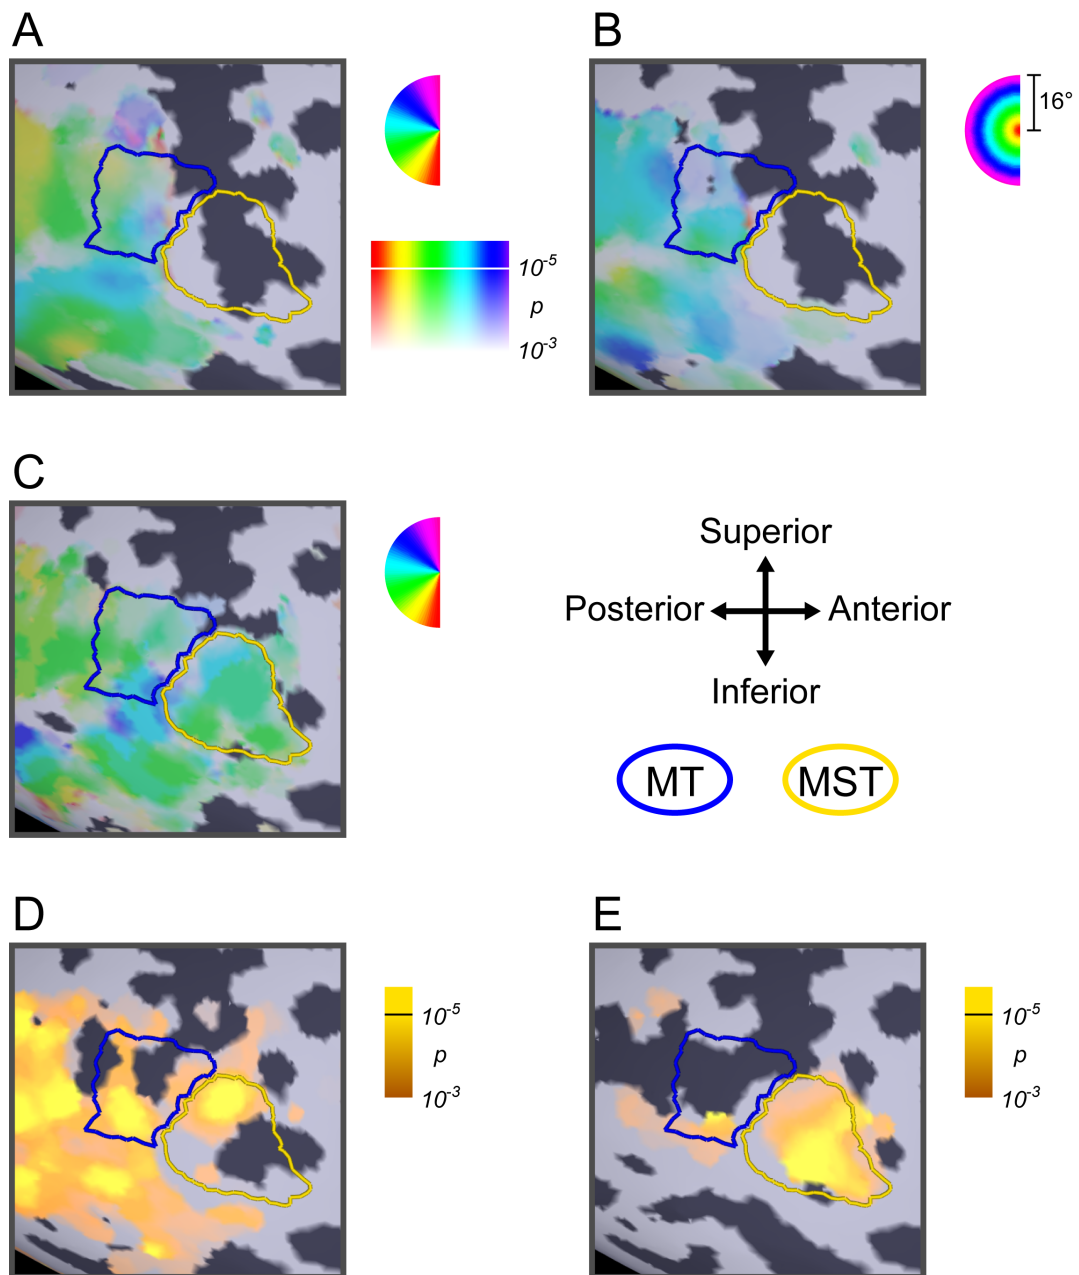 A
B
16°
10-5
p
10-3
C
Superior
Posterior
Anterior
Inferior
MT
MST
D
E
10-5
p
10-3
10-5
p
10-3